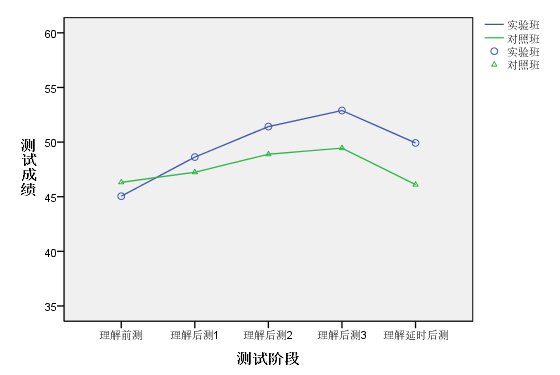 实验班
对照班
实验班
对照班
60
55
50
45
40
35
测试成绩
理解前测
理解后测1
理解后测2
理解后测3
理解延时后测
测试阶段